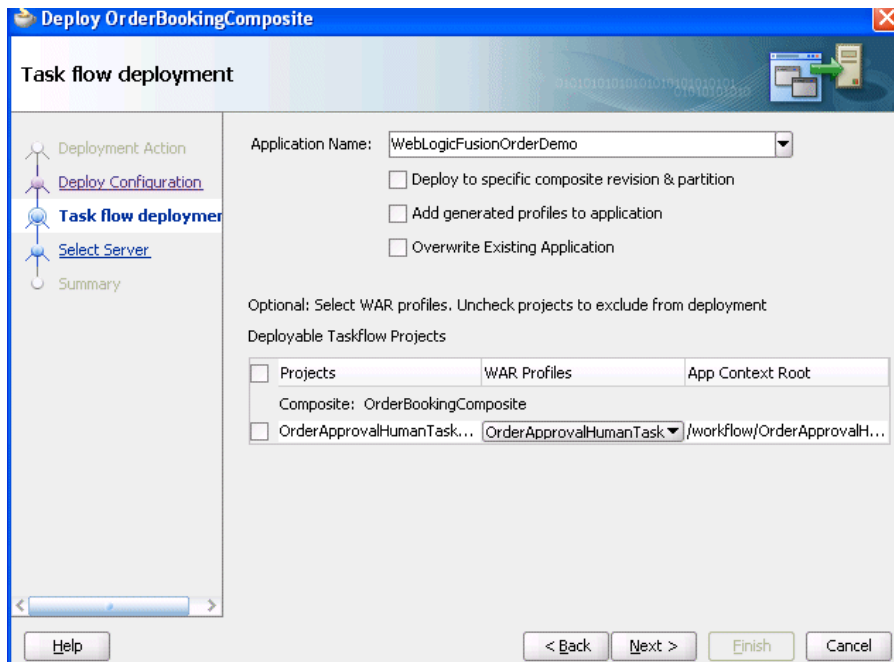 Deploy OrderBookingComposite
Task flow deployment
Deployment Action
Deploy Configuration
Task flow deploymer
Select Server
Summary
Application Name: WebLogicFusionOrderDemo
Deploy to specific composite revision & partition
Add generated profiles to application
Overwrite Existing Application
Optional: Select WAR profiles. Uncheck projects to exclude from deployment
Deployable Taskflow Projects
Projects WAR Profiles App Context Root
Composite: OrderBookingComposite
OrderApprovalHumanTask... OrderApprovalHumanTask /workflow/OrderApprovalH...
Help < Back Next > Finish Cancel